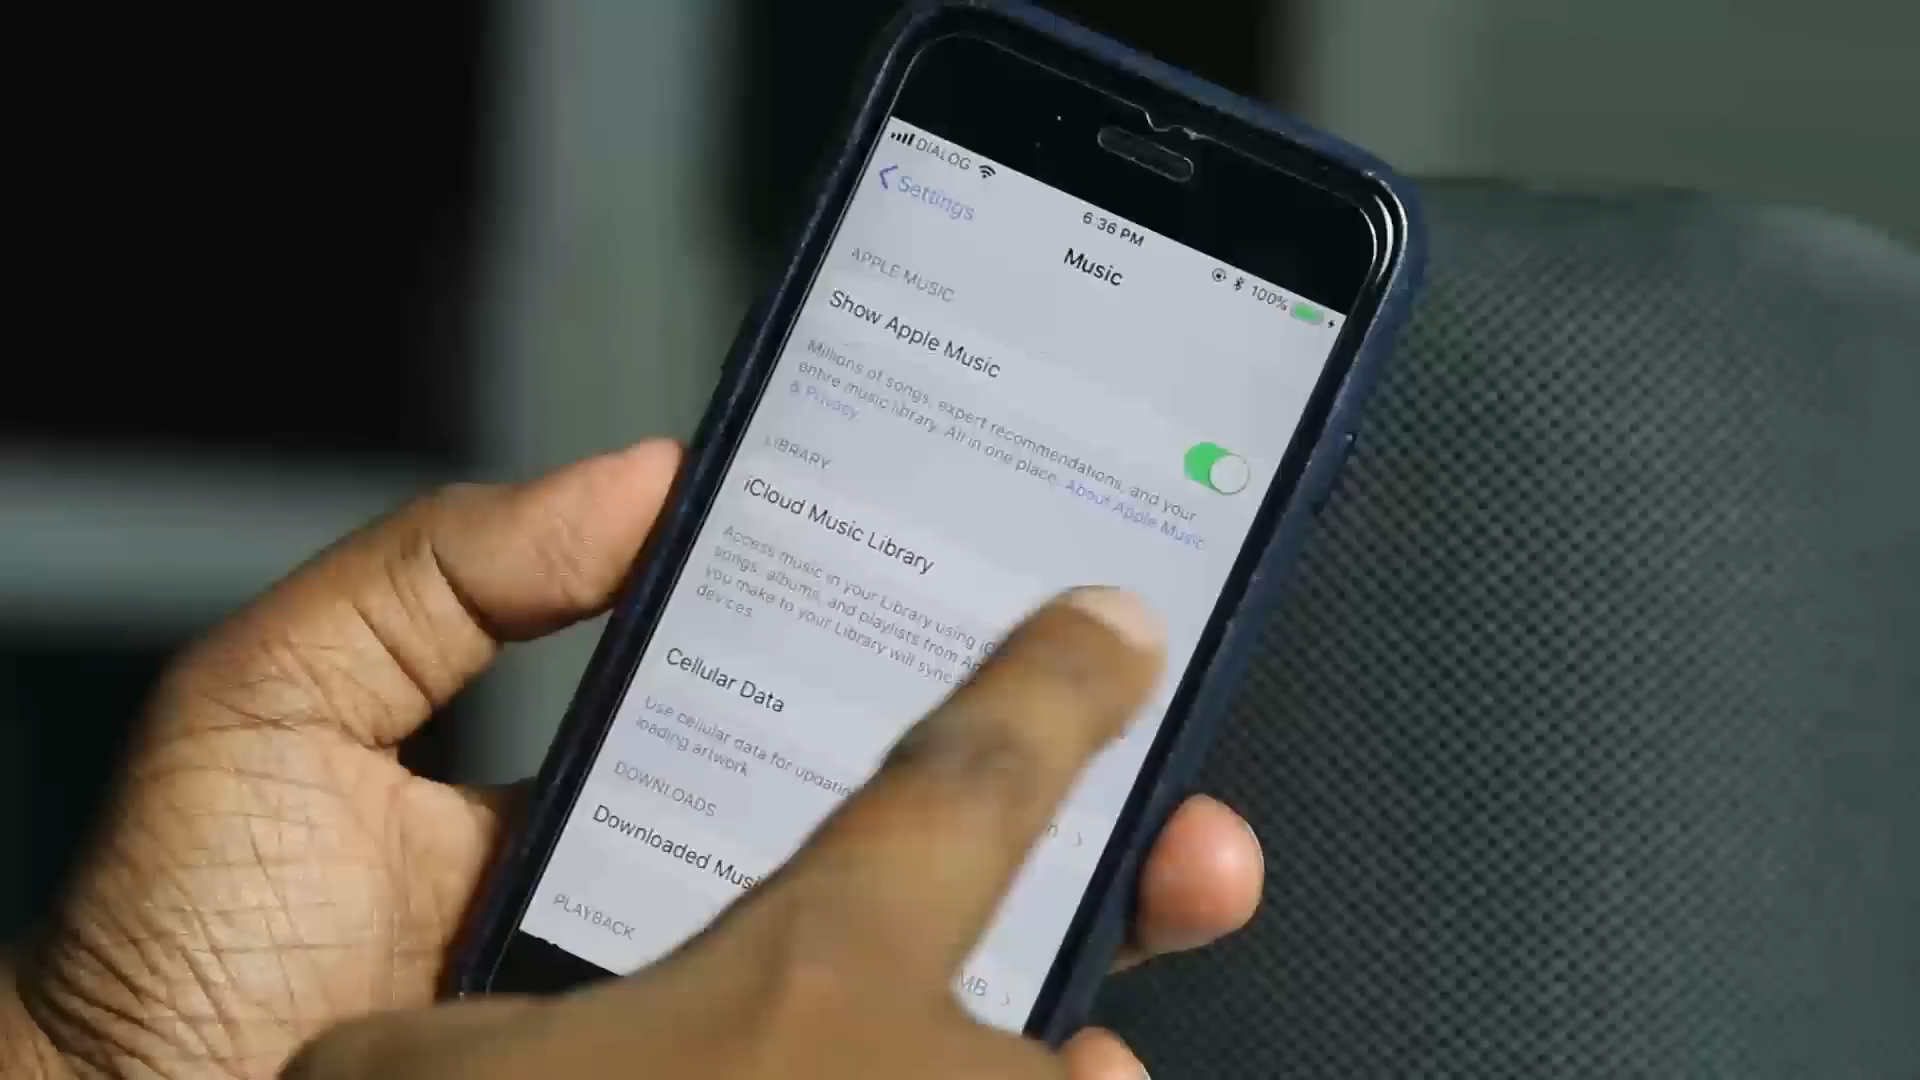 DIALOG
6:36 PM
100%
Settings
Music
APPLE MUSIC
Show Apple Music
Millions of songs, expert recommendations, and your
entire music library. All in one place. About Apple Music
& Privacy
LIBRARY
iCloud Music Library
Access music in your Library using
songs, albums, and playlists from
you make to your Library will sync
devices.
Cellular Data
Use cellular data for
loading artwork.
DOWNLOADS
Downloaded
MB
PLAYBACK